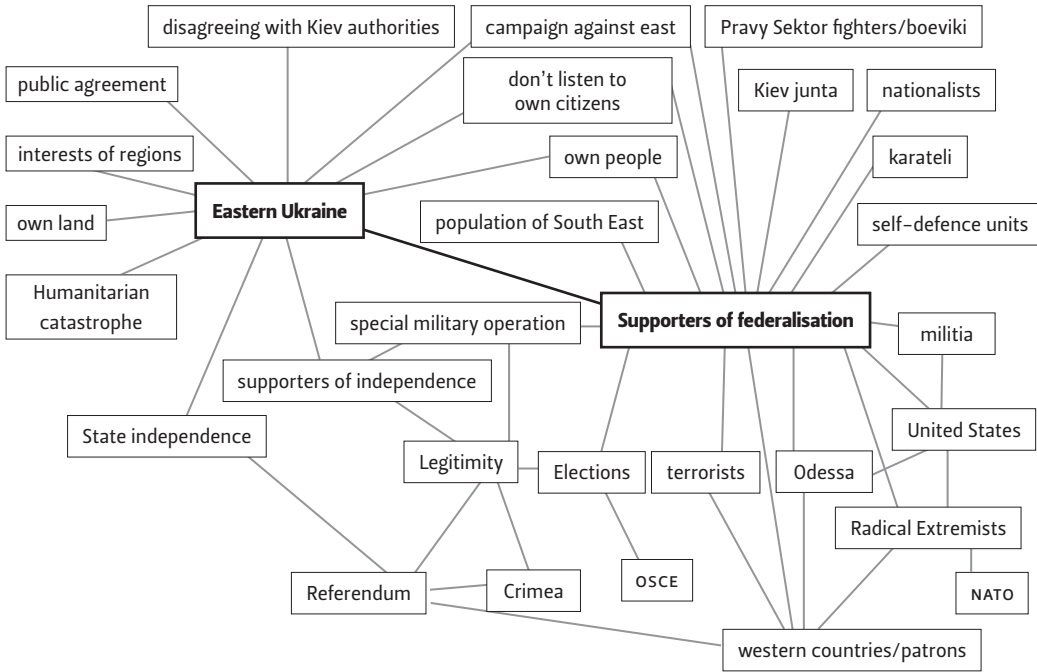 disagreeing with Kiev authorities
campaign against east
Pravy Sektor fighters/boeviki
public agreement
don’t listen to
own citizens
Kiev junta
nationalists
interests of regions
own people
karateli
Eastern Ukraine
own land
population of South East
self-defence units
Humanitarian
catastrophe
special military operation
Supporters of federalisation
militia
supporters of independence
State independence
United States
Legitimity
Elections
terrorists
Odessa
Radical Extremists
Referendum
Crimea
OSCE
NATO
western countries/patrons